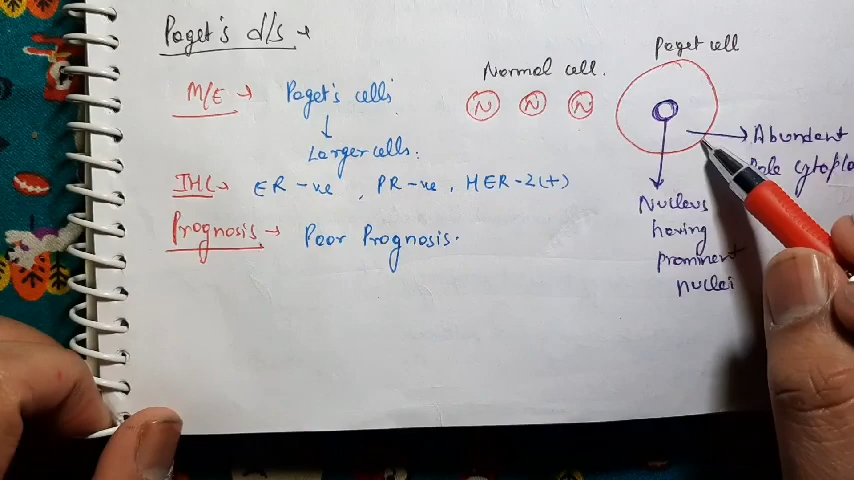 Paget's d/s →
M/E → Paget's cells
↓
Larger cells.
IHC → ER -ve , PR -ve , HER-2(+)
Prognosis → Poor Prognosis.
Normal cell.
N N N
Paget cell
Abundant
Pale
Nucleus
having
prominent
nuclei